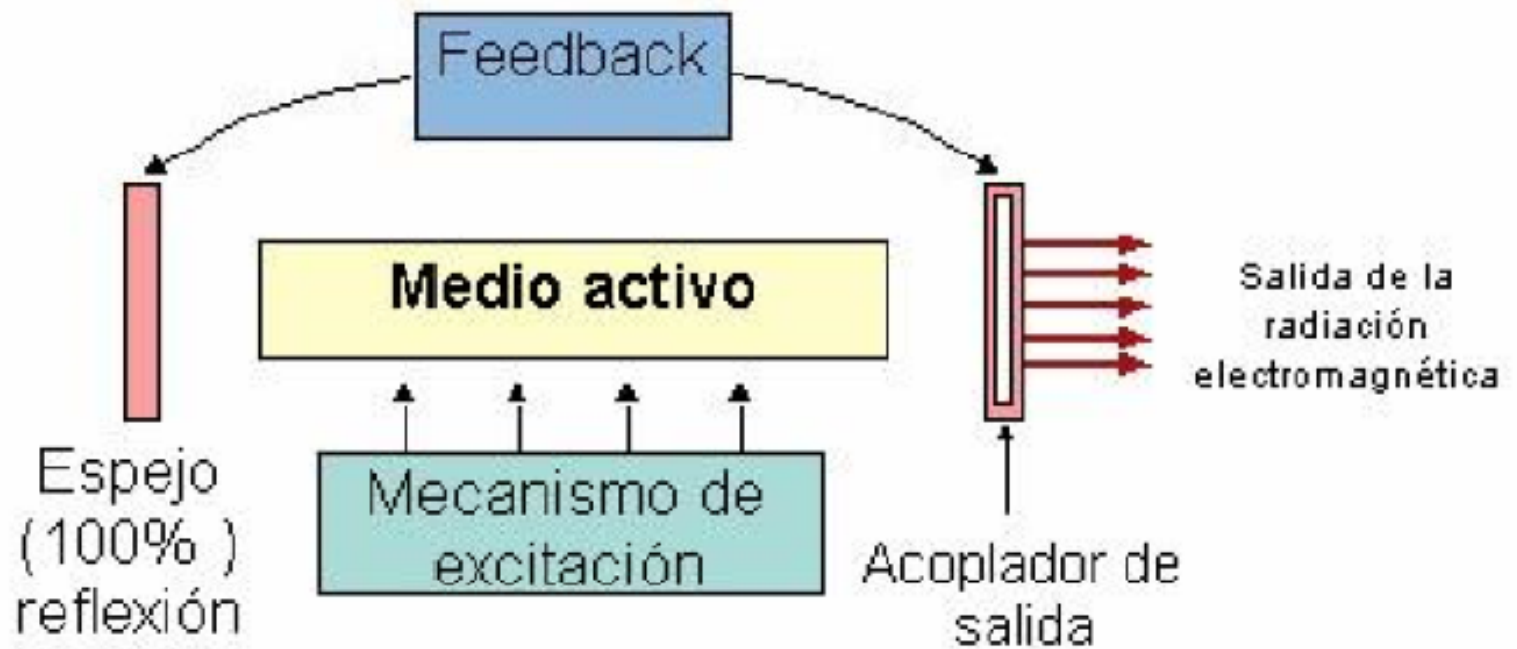 Feedback
Medio activo
Salida de la
radiación
electromagnética
Espejo
(100% )
reflexión
Mecanismo de
excitación
Acoplador de
salida